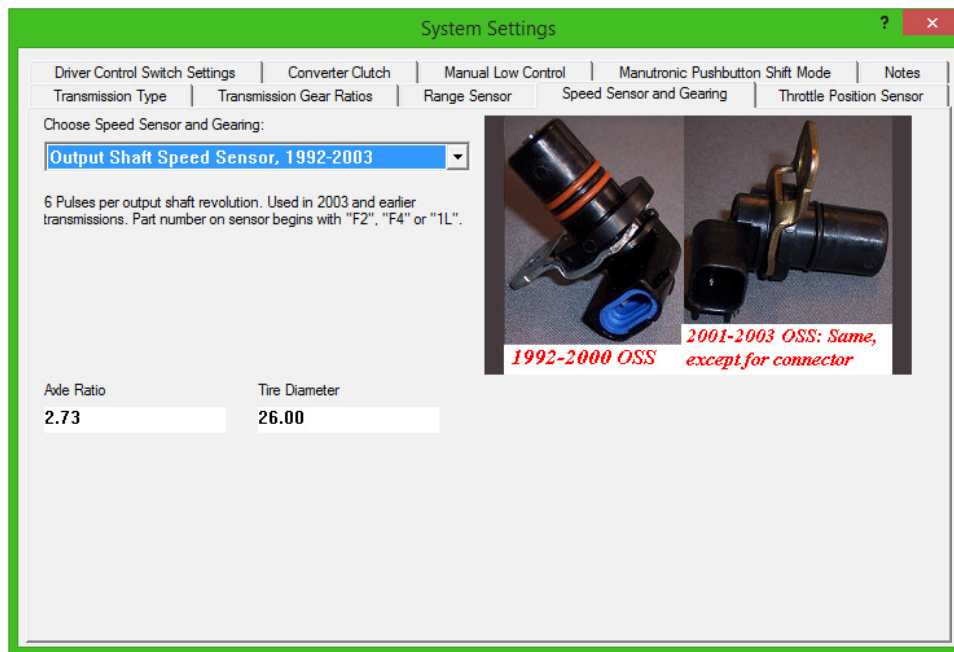 System Settings
?
×
Driver Control Switch Settings
Converter Clutch
Manual Low Control
Manutronic Pushbutton Shift Mode
Notes
Transmission Type
Transmission Gear Ratios
Range Sensor
Speed Sensor and Gearing
Throttle Position Sensor
Choose Speed Sensor and Gearing:
Output Shaft Speed Sensor, 1992-2003
6 Pulses per output shaft revolution. Used in 2003 and earlier
transmissions. Part number on sensor begins with "F2", "F4" or "1L".
1992-2000 OSS
2001-2003 OSS: Same,
except for connector
Axle Ratio
Tire Diameter
2.73
26.00